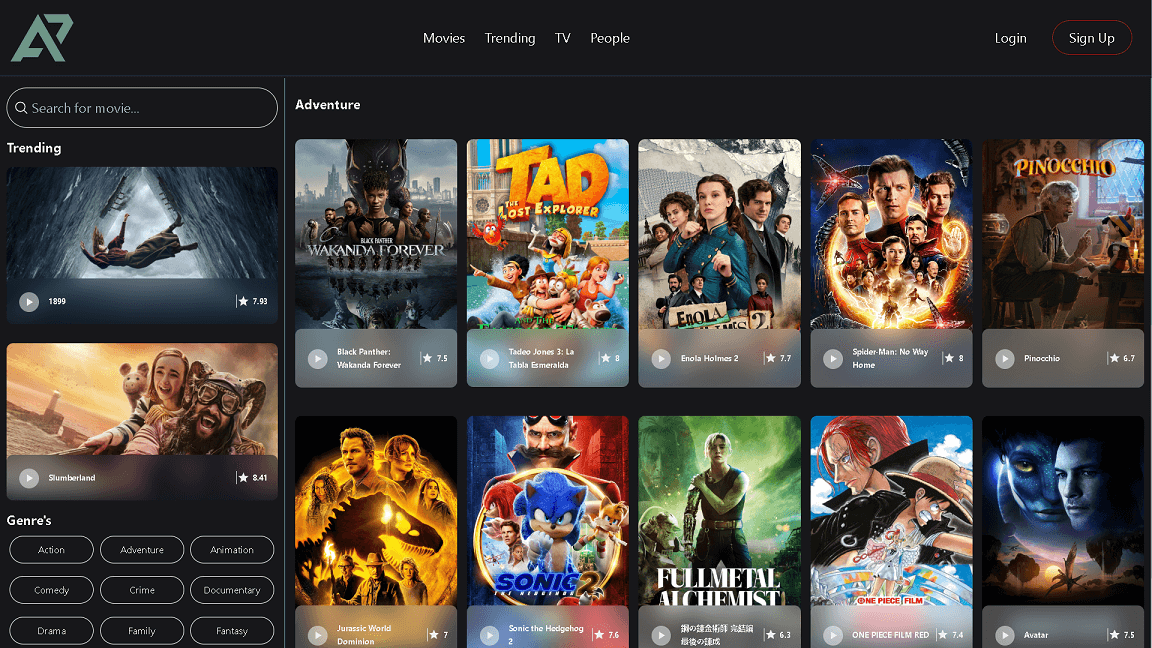 Movies Trending TV People
Login Sign Up
Search for movie...
Trending
1899 7.93
Slumberland 8.41
Genre's
Action Adventure Animation
Comedy Crime Documentary
Drama Family Fantasy
Adventure
BLACK PANTHER
WAKANDA FOREVER
Black Panther:
Wakanda Forever
7.5
TAD
THE
LOST EXPLORER
Tadeo Jones 3: La
Tabla Esmeralda
8
ENOLA
HOLMES 2
Enola Holmes 2 7.7
Spider-Man: No Way
Home
8
PINOCCHIO
Pinocchio 6.7
Jurassic World
Dominion
7
SONIC 2
THE HEDGEHOG
Sonic the Hedgehog
2
7.6
FULLMETAL
ALCHEMIST
鋼の錬金術師 完結編
最後の錬成
6.3
ONE PIECE FILM
ONE PIECE FILM RED 7.4
Avatar 7.5